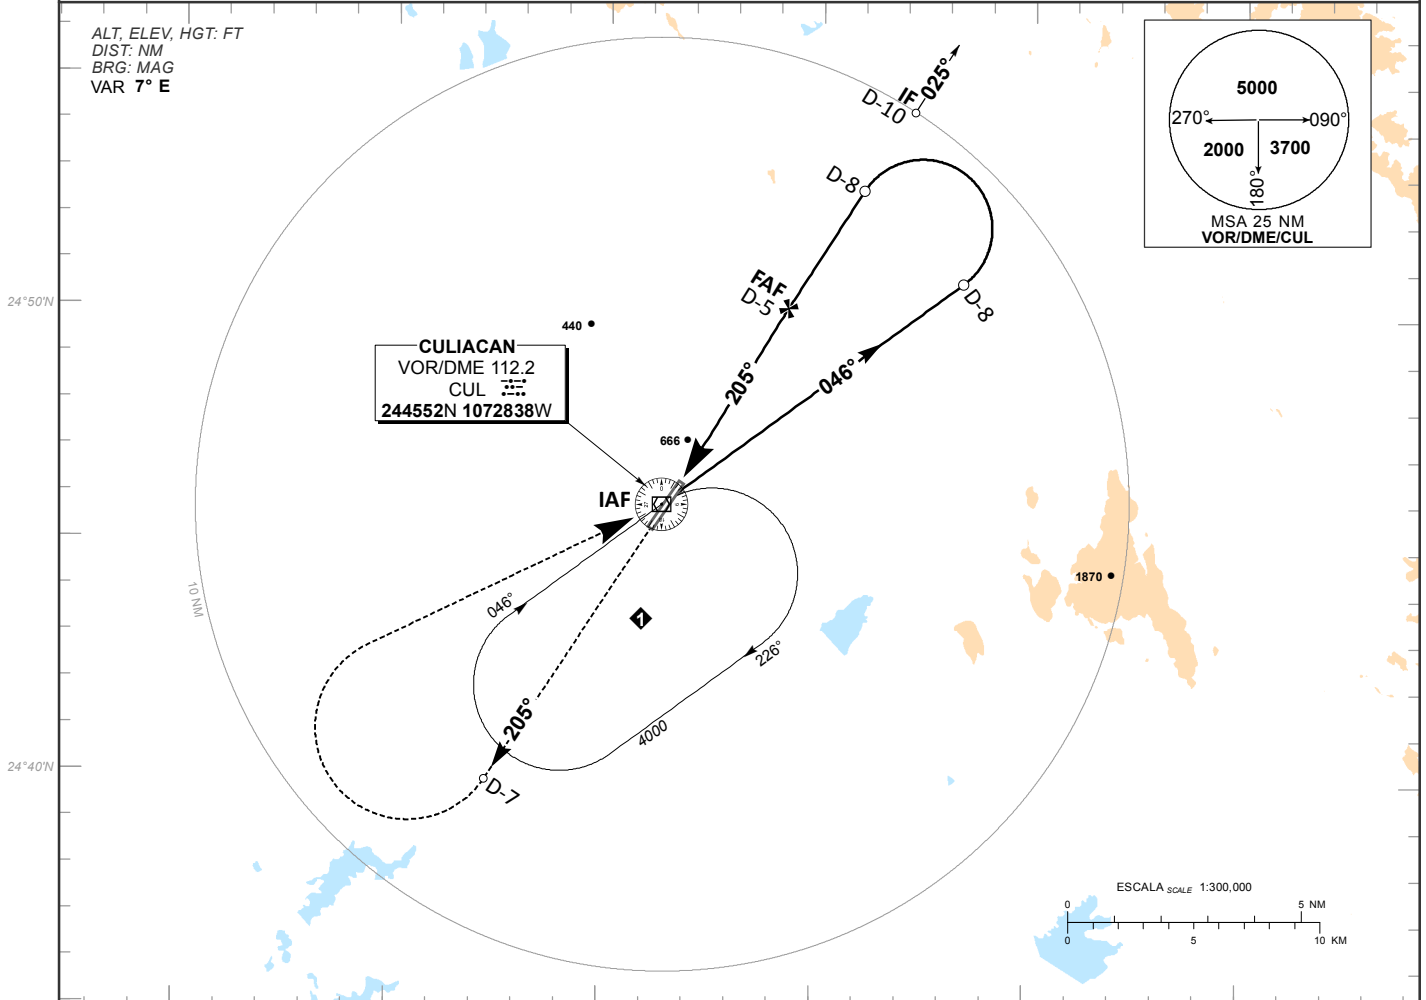 ALT, ELEV, HGT: FT
DIST: NM
BRG: MAG
VAR 7° E
IF
025°
D-10
5000
270°
090°
2000
3700
180°
MSA 25 NM
VOR/DME/CUL
D-8
FAF
D-5
D-8
24°50'N
440
CULIACAN
VOR/DME 112.2
CUL
244552N 1072838W
205°
046°
666
IAF
10 NM
046°
1
1870
226°
205°
4000
24°40'N
D-7
ESCALA SCALE 1:300,000
0 5 NM
0 5 10 KM